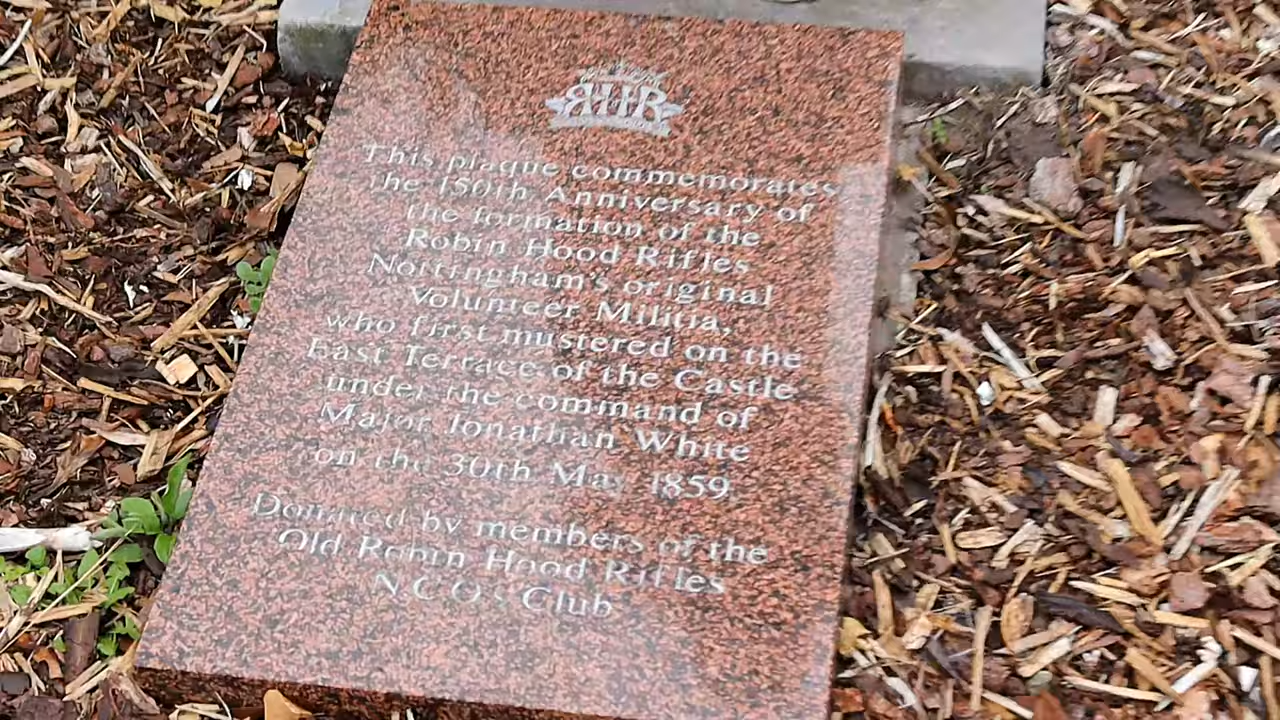 RHR
This plaque commemorates
the 150th Anniversary of
the formation of the
Robin Hood Rifles
Nottingham's original
Volunteer Militia,
who first mustered on the
East Terrace of the Castle
under the command of
Major Jonathan White
on the 30th May 1859
Donated by members of the
Old Robin Hood Rifles
N C O's Club